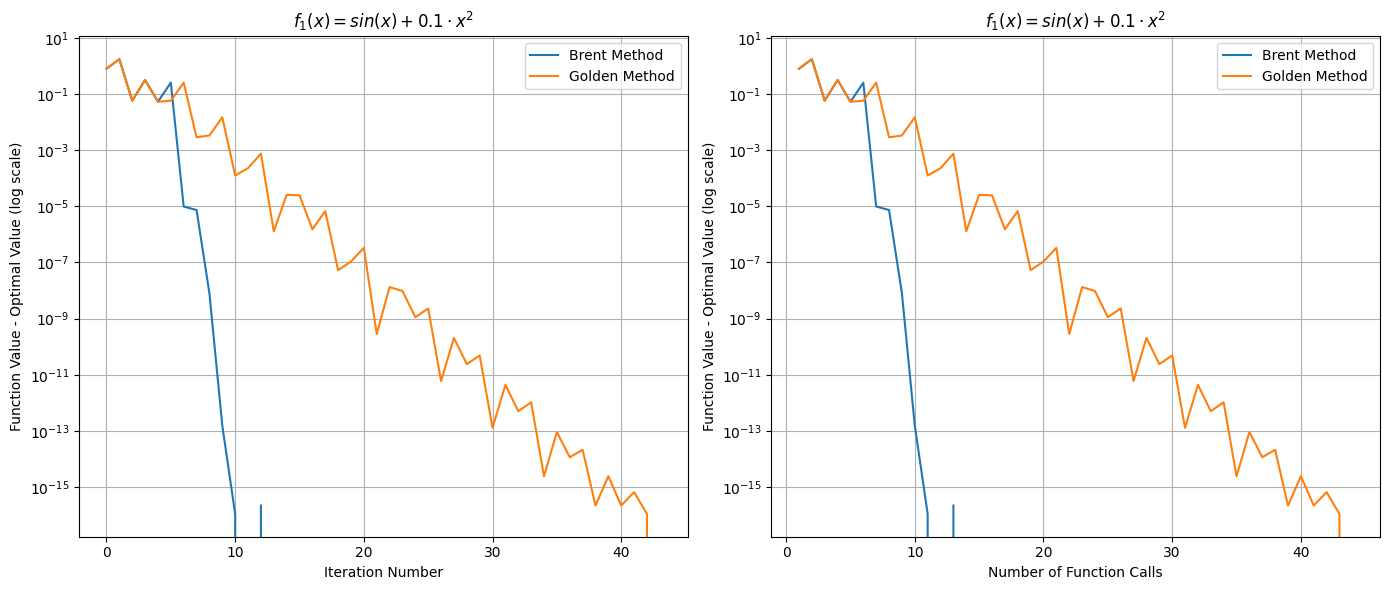 f₁(x) = sin(x) + 0.1 · x²
Function Value - Optimal Value (log scale)
10¹
10⁻¹
10⁻³
10⁻⁵
10⁻⁷
10⁻⁹
10⁻¹¹
10⁻¹³
10⁻¹⁵
Brent Method
Golden Method
0 10 20 30 40
Iteration Number
f₁(x) = sin(x) + 0.1 · x²
Function Value - Optimal Value (log scale)
10¹
10⁻¹
10⁻³
10⁻⁵
10⁻⁷
10⁻⁹
10⁻¹¹
10⁻¹³
10⁻¹⁵
Brent Method
Golden Method
0 10 20 30 40
Number of Function Calls